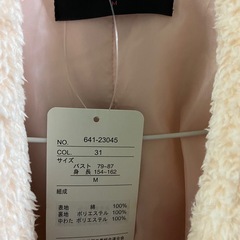 NO. 641-23045
COL 31
サイズ
バスト 79~87
身長 154~162
M
組成
表地 綿 100%
裏地 ポリエステル 100%
中わた ポリエステル 100%